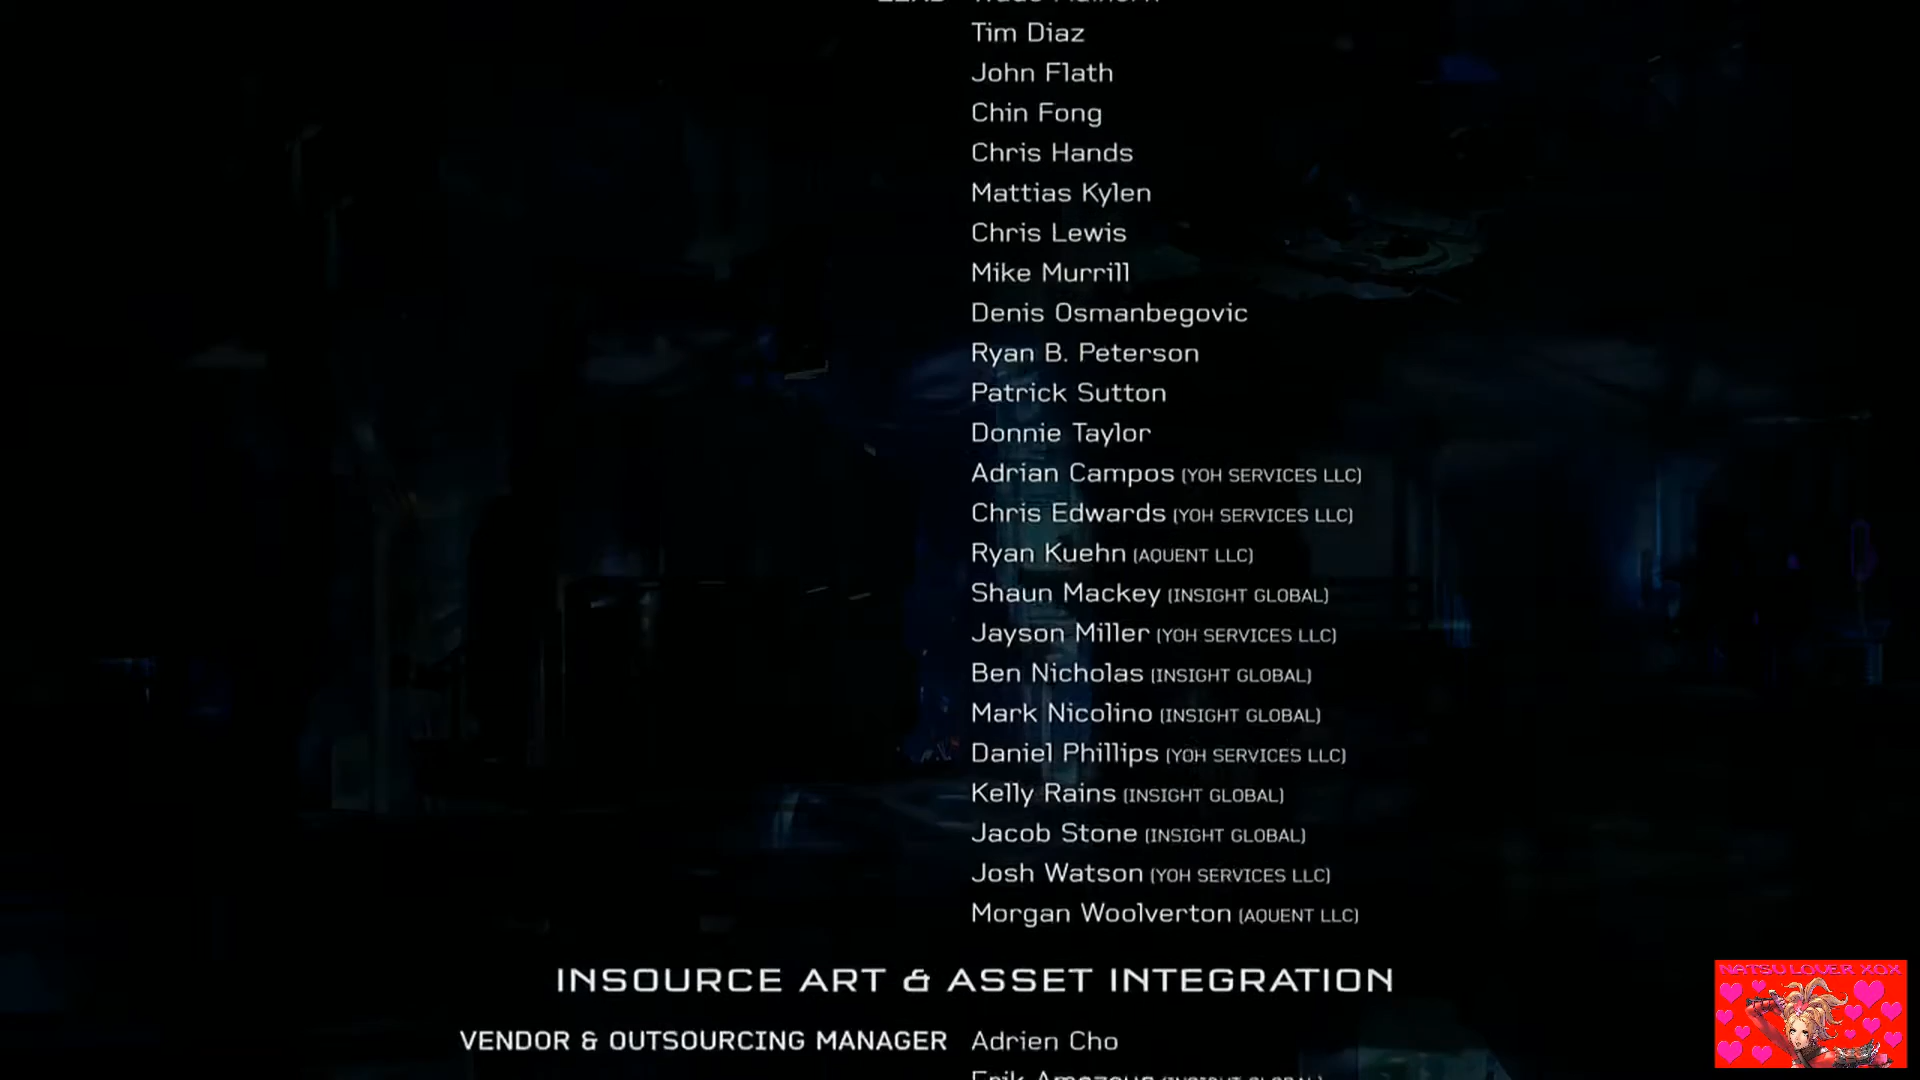 Tim Diaz
John Flath
Chin Fong
Chris Hands
Mattias Kylen
Chris Lewis
Mike Murrill
Denis Osmanbegovic
Ryan B. Peterson
Patrick Sutton
Donnie Taylor
Adrian Campos (YOH SERVICES LLC)
Chris Edwards (YOH SERVICES LLC)
Ryan Kuehn (AQUENT LLC)
Shaun Mackey (INSIGHT GLOBAL)
Jayson Miller (YOH SERVICES LLC)
Ben Nicholas (INSIGHT GLOBAL)
Mark Nicolino (INSIGHT GLOBAL)
Daniel Phillips (YOH SERVICES LLC)
Kelly Rains (INSIGHT GLOBAL)
Jacob Stone (INSIGHT GLOBAL)
Josh Watson (YOH SERVICES LLC)
Morgan Woolverton (AQUENT LLC)
INSOURCE ART & ASSET INTEGRATION
NATSU LOVER XOX
VENDOR & OUTSOURCING MANAGER Adrien Cho